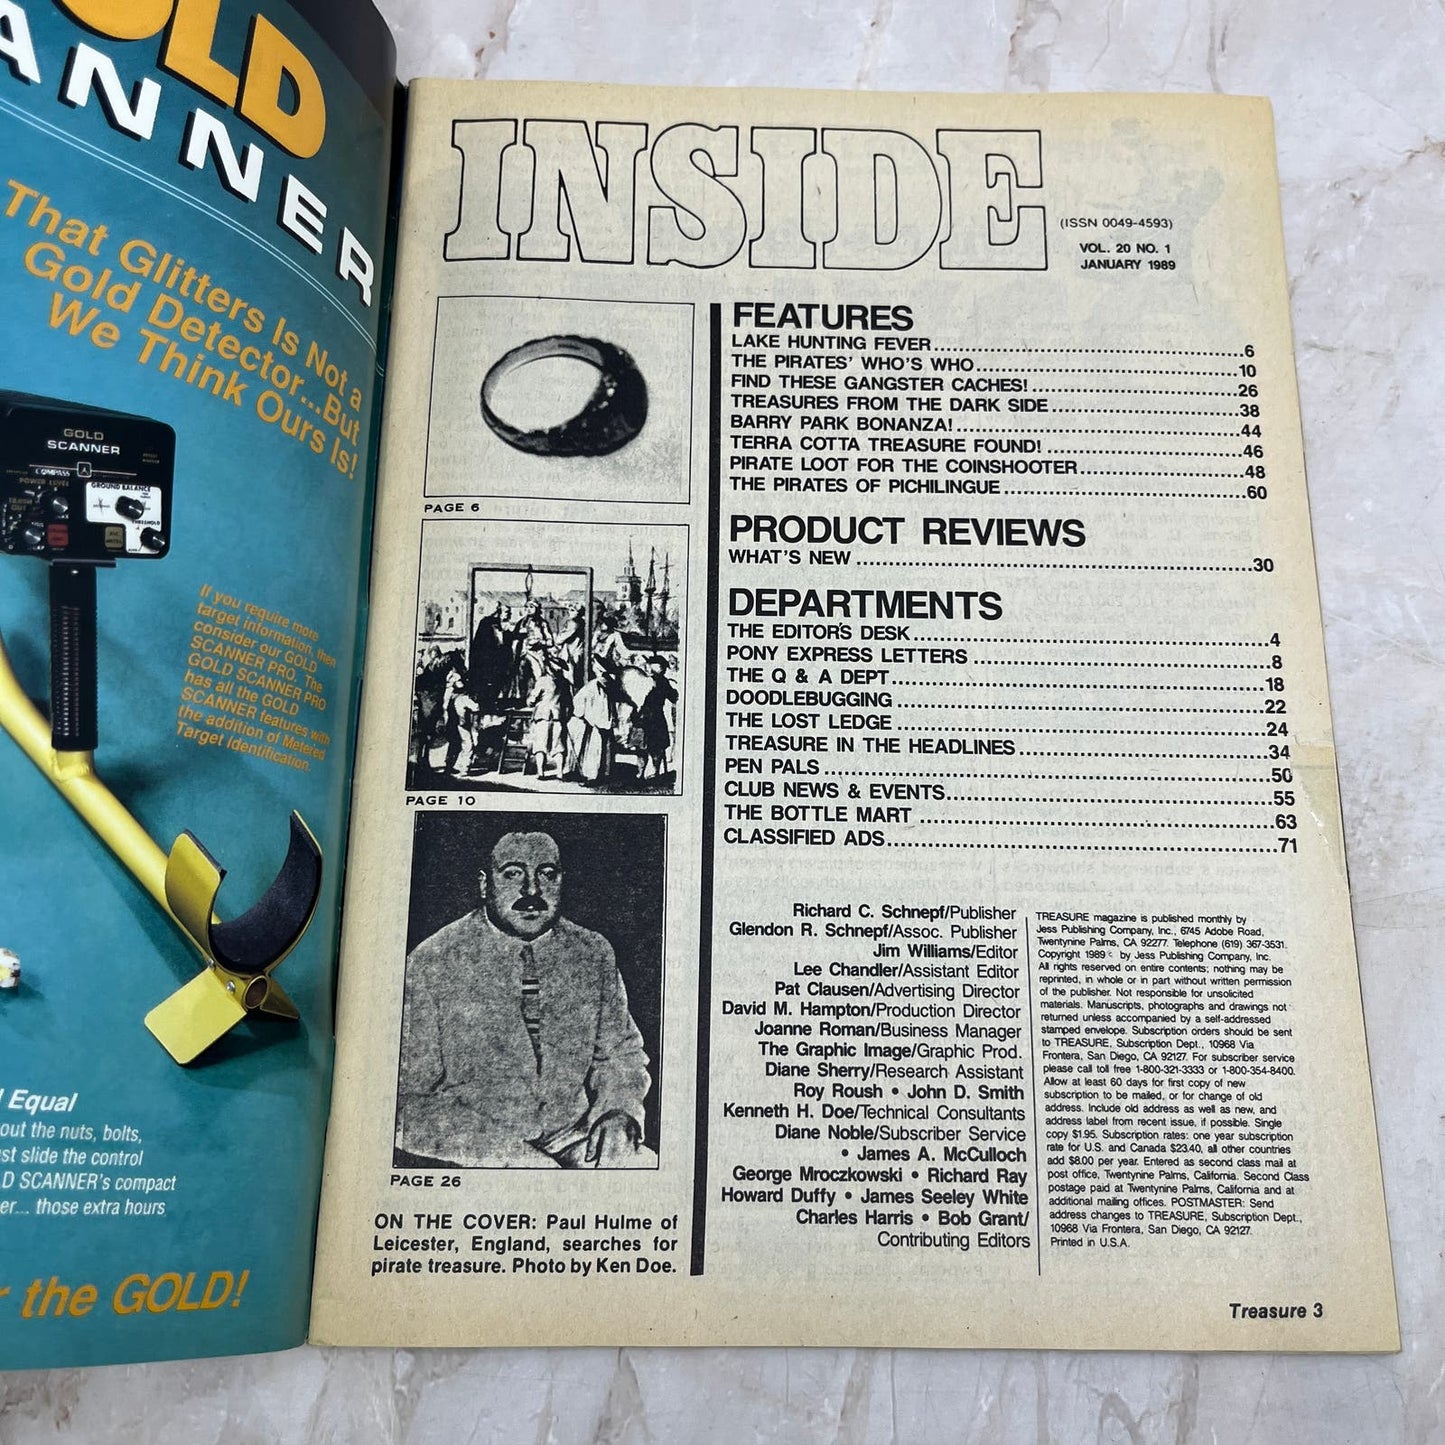 OLD
ANNER
That Glitters Is Not a
Gold Detector...But
We Think Ours Is!
GOLD
SCANNER
COMPASS
POWER LEVEL
GROUND BALANCE
THRESHOLD
If you require more
target information, then
consider our GOLD
SCANNER PRO. The
GOLD SCANNER PRO
has all the GOLD
SCANNER features with
the addition of Metered
Target Identification.
Equal
out the nuts, bolts,
st slide the control
D SCANNER's compact
er... those extra hours
r the GOLD!
INSIDE
(ISSN 0049-4593)
VOL. 20 NO. 1
JANUARY 1989
PAGE 6
PAGE 10
PAGE 26
ON THE COVER: Paul Hulme of
Leicester, England, searches for
pirate treasure. Photo by Ken Doe.
FEATURES
LAKE HUNTING FEVER........6
THE PIRATES' WHO'S WHO........10
FIND THESE GANGSTER CACHES!........26
TREASURES FROM THE DARK SIDE........38
BARRY PARK BONANZA!........44
TERRA COTTA TREASURE FOUND!........46
PIRATE LOOT FOR THE COINSHOOTER........48
THE PIRATES OF PICHILINGUE........60
PRODUCT REVIEWS
WHAT'S NEW........30
DEPARTMENTS
THE EDITOR'S DESK........4
PONY EXPRESS LETTERS........8
THE Q & A DEPT........18
DOODLEBUGGING........22
THE LOST LEDGE........24
TREASURE IN THE HEADLINES........34
PEN PALS........50
CLUB NEWS & EVENTS........55
THE BOTTLE MART........63
CLASSIFIED ADS........71
Richard C. Schnepf/Publisher
Glendon R. Schnepf/Assoc. Publisher
Jim Williams/Editor
Lee Chandler/Assistant Editor
Pat Clausen/Advertising Director
David M. Hampton/Production Director
Joanne Roman/Business Manager
The Graphic Image/Graphic Prod.
Diane Sherry/Research Assistant
Roy Roush • John D. Smith
Kenneth H. Doe/Technical Consultants
Diane Noble/Subscriber Service
• James A. McCulloch
George Mroczkowski • Richard Ray
Howard Duffy • James Seeley White
Charles Harris • Bob Grant/
Contributing Editors
TREASURE magazine is published monthly by
Jess Publishing Company, Inc., 6745 Adobe Road,
Twentynine Palms, CA 92277. Telephone (619) 367-3531.
Copyright 1989 © by Jess Publishing Company, Inc.
All rights reserved on entire contents; nothing may be
reprinted, in whole or in part without written permission
of the publisher. Not responsible for unsolicited
materials. Manuscripts, photographs and drawings not
returned unless accompanied by a self-addressed
stamped envelope. Subscription orders should be sent
to TREASURE, Subscription Dept., 10968 Via
Frontera, San Diego, CA 92127. For subscriber service
please call toll free 1-800-321-3333 or 1-800-354-8400.
Allow at least 60 days for first copy of new
subscription to be mailed, or for change of old
address. Include old address as well as new, and
address label from recent issue, if possible. Single
copy $1.95. Subscription rates: one year subscription
rate for U.S. and Canada $23.40, all other countries
add $8.00 per year. Entered as second class mail at
post office, Twentynine Palms, California. Second Class
postage paid at Twentynine Palms, California and at
additional mailing offices. POSTMASTER: Send
address changes to TREASURE, Subscription Dept.,
10968 Via Frontera, San Diego, CA 92127.
Printed in U.S.A.
Treasure 3